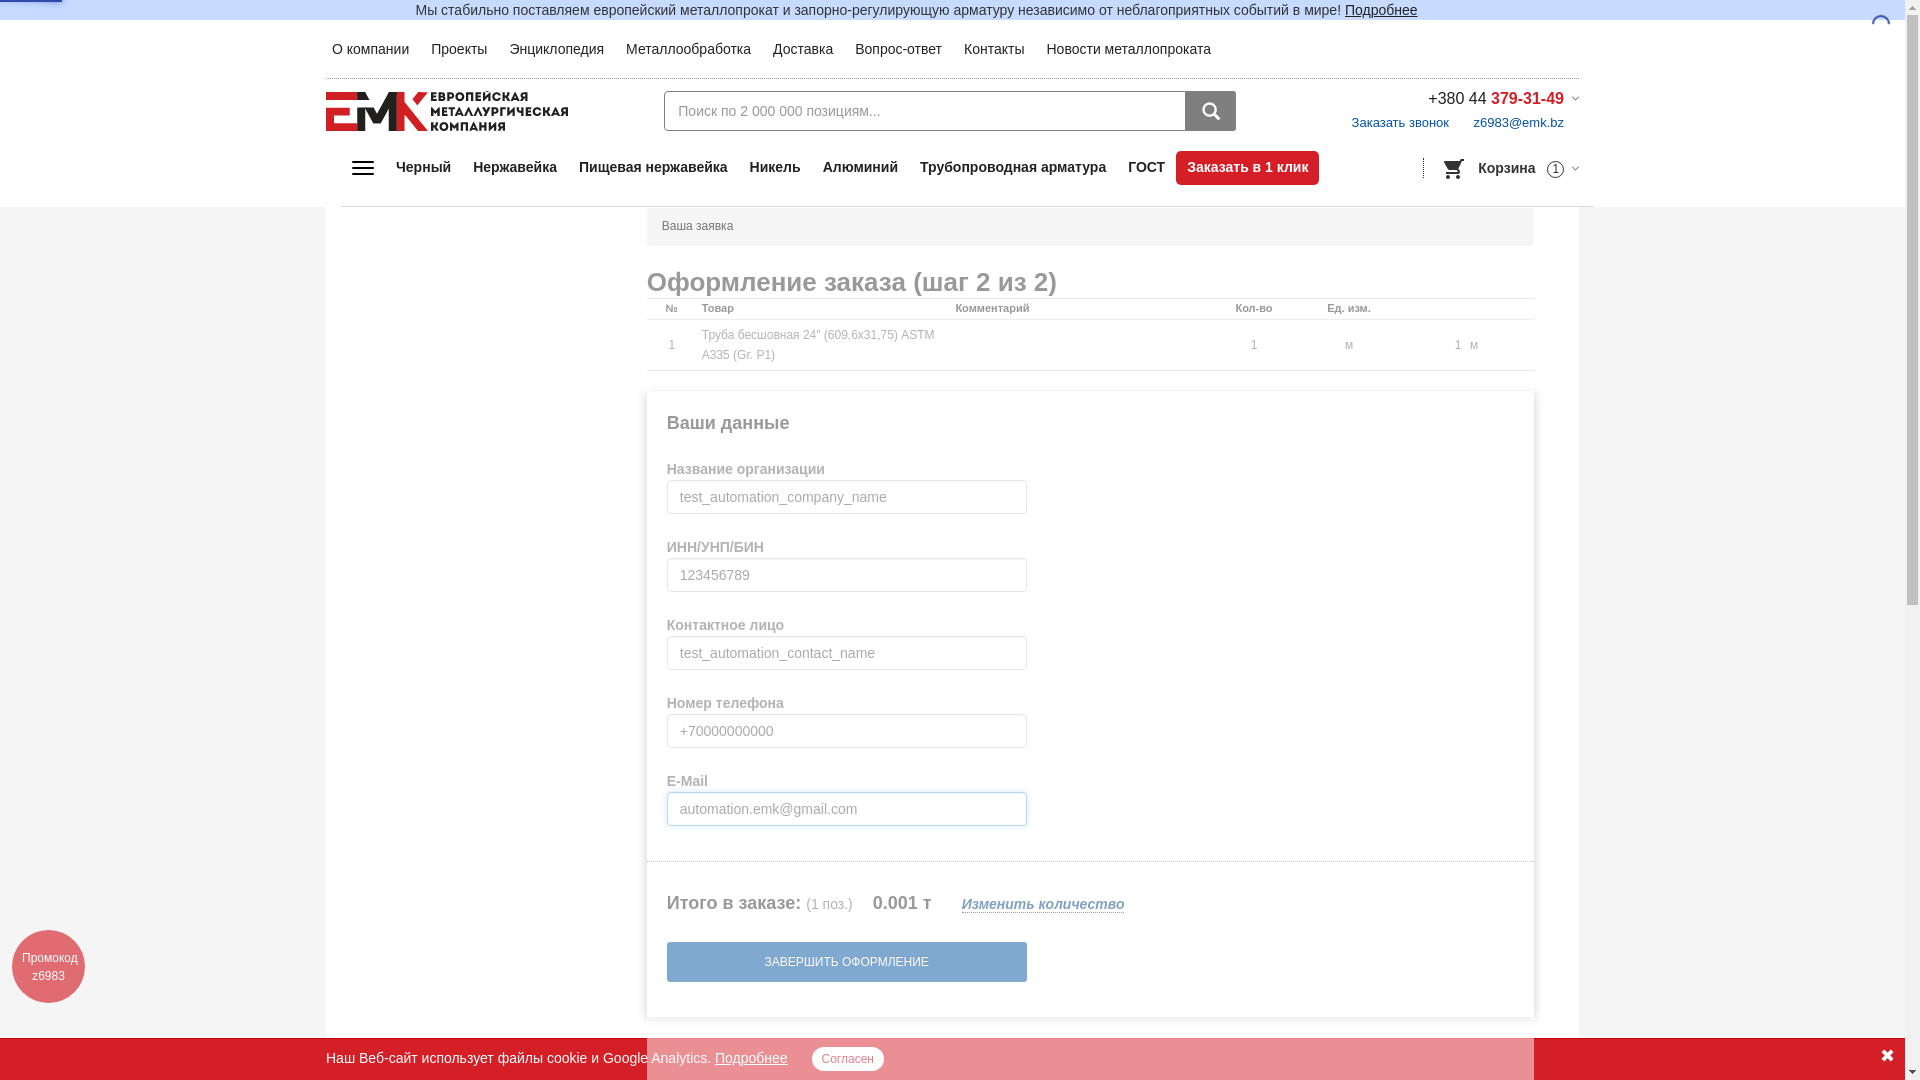 Мы стабильно поставляем европейский металлопрокат и запорно-регулирующую арматуру независимо от неблагоприятных событий в мире! Подробнее
О компании Проекты Энциклопедия Металлообработка Доставка Вопрос-ответ Контакты Новости металлопроката
ЕМК ЕВРОПЕЙСКАЯ
МЕТАЛЛУРГИЧЕСКАЯ
КОМПАНИЯ
Поиск по 2 000 000 позициям...
+380 44 379-31-49
Заказать звонок z6983@emk.bz
Черный Нержавейка Пищевая нержавейка Никель Алюминий Трубопроводная арматура ГОСТ Заказать в 1 клик Корзина 1
Ваша заявка
Оформление заказа (шаг 2 из 2)
№ Товар Комментарий Кол-во Ед. изм.
1 Труба бесшовная 24" (609,6х31,75) ASTM
A335 (Gr. P1) 1 м 1 м
Ваши данные
Название организации
test_automation_company_name
ИНН/УНП/БИН
123456789
Контактное лицо
test_automation_contact_name
Номер телефона
+70000000000
E-Mail
automation.emk@gmail.com
Итого в заказе: (1 поз.) 0.001 т Изменить количество
ЗАВЕРШИТЬ ОФОРМЛЕНИЕ
Промокод
z6983
Наш Веб-сайт использует файлы cookie и Google Analytics. Подробнее Согласен